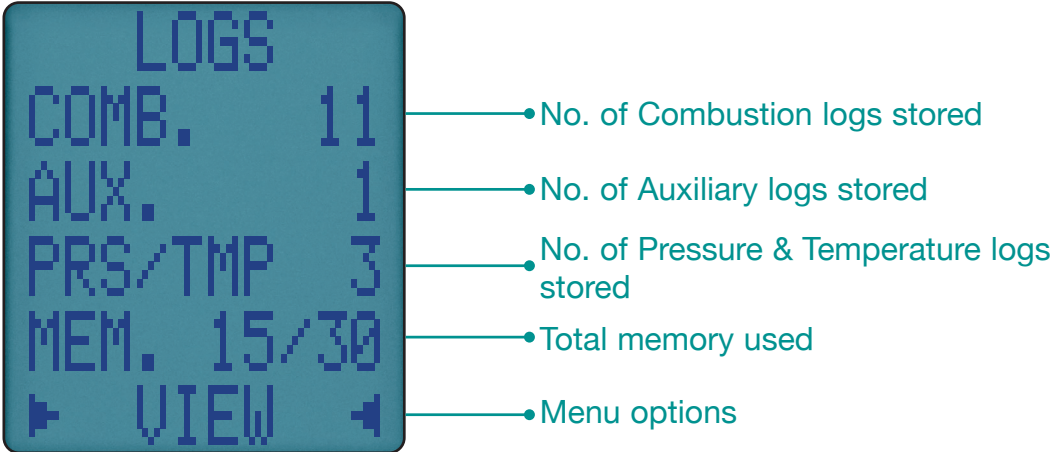 LOGS
COMB. 11
No. of Combustion logs stored
AUX. 1
No. of Auxiliary logs stored
PRS/TMP 3
No. of Pressure & Temperature logs
stored
MEM. 15/30
Total memory used
VIEW
Menu options